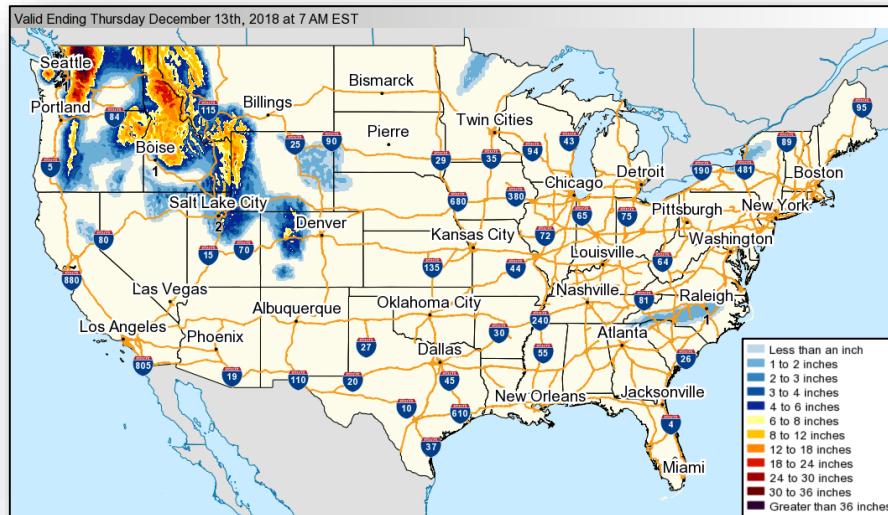 Valid Ending Thursday December 13th, 2018 at 7 AM EST
Seattle
1
Bismarck
95
Portland
84
115
Billings
Twin Cities
Pierre
25
90
94
43
89
Boise
1
29
35
190
481
Boston
5
Detroit
Chicago
Salt Lake City
2
680
380
New York
Denver
65
75
Pittsburgh
80
Kansas City
72
Washington
15
70
Louisville
880
135
44
64
Las Vegas
Nashville
81
Raleigh
1
Albuquerque
Oklahoma City
Los Angeles
240
Phoenix
30
Atlanta
27
Dallas
55
26
805
19
110
20
45
New Orleans
Jacksonville
10
610
4
37
Miami
Less than an inch
1 to 2 inches
2 to 3 inches
3 to 4 inches
4 to 6 inches
6 to 8 inches
8 to 12 inches
12 to 18 inches
18 to 24 inches
24 to 30 inches
30 to 36 inches
Greater than 36 inches